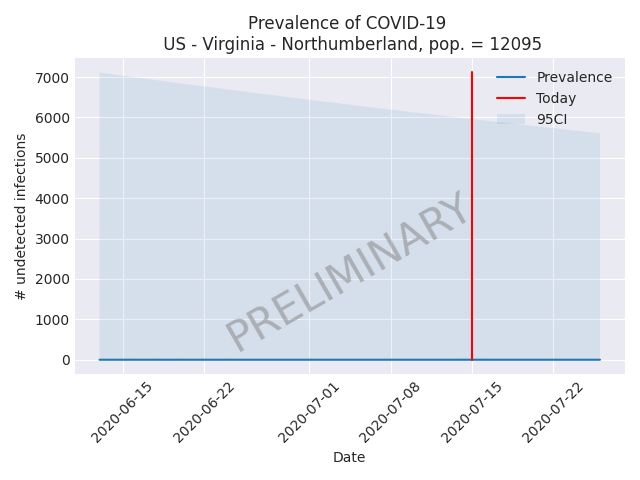 Prevalence of COVID-19
US - Virginia - Northumberland, pop. = 12095
7000
6000
5000
4000
3000
2000
1000
0
# undetected infections
Prevalence
Today
95CI
PRELIMINARY
2020-06-15
2020-06-22
2020-07-01
2020-07-08
2020-07-15
2020-07-22
Date